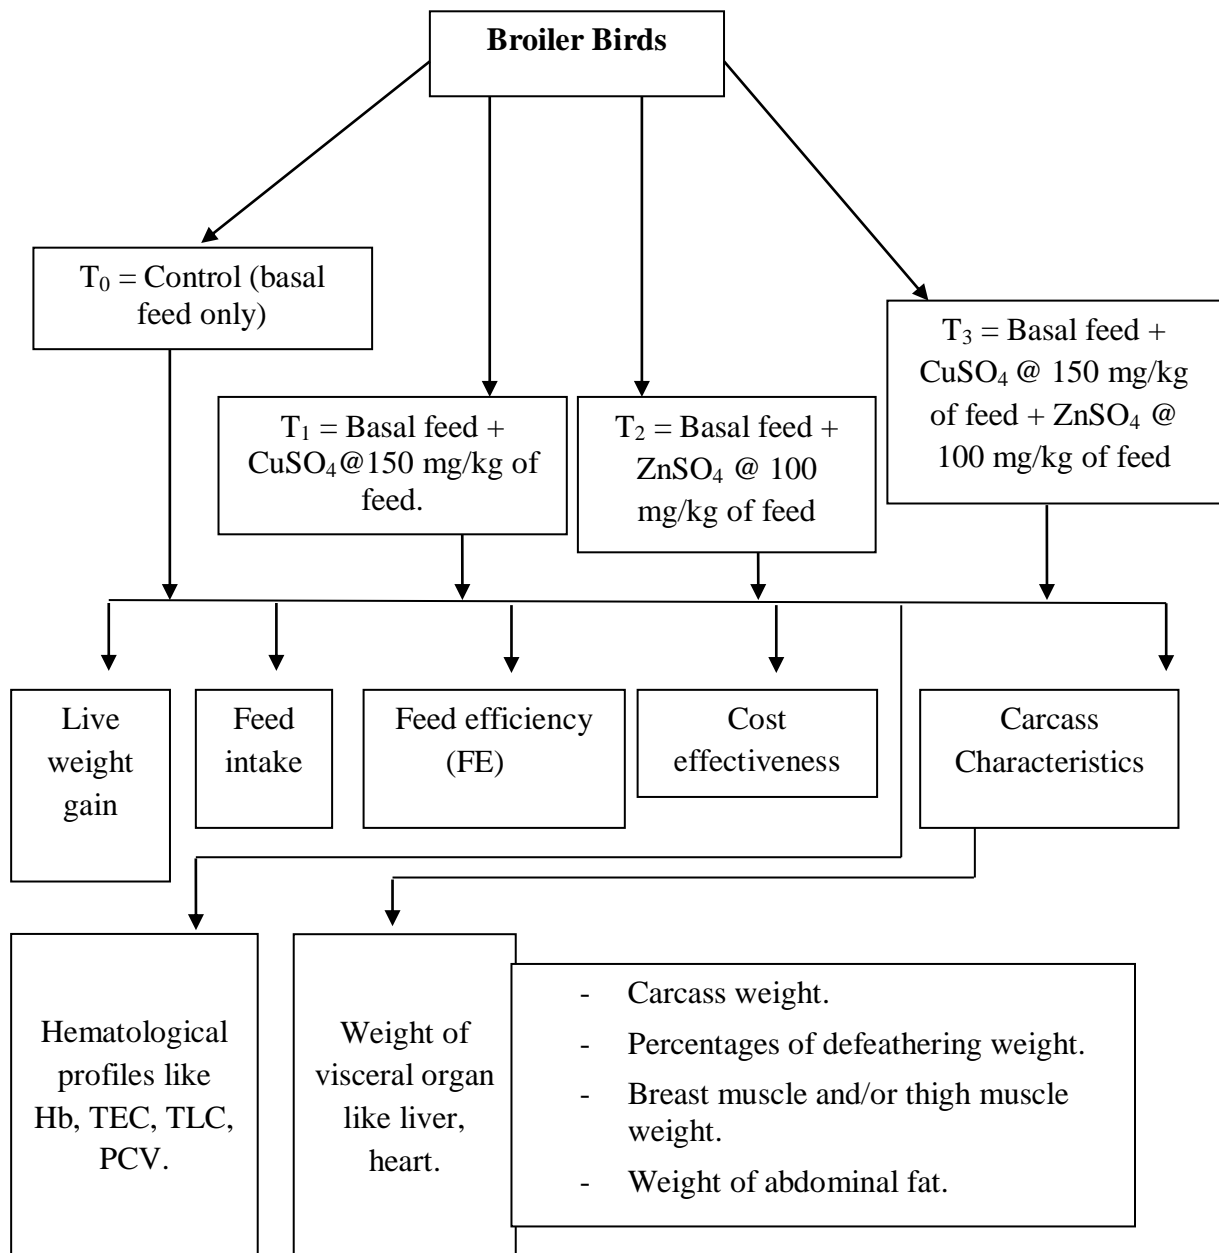 Broiler Birds
T₀ = Control (basal
feed only)
T₁ = Basal feed +
CuSO₄@150 mg/kg of
feed.
T₂ = Basal feed +
ZnSO₄ @ 100
mg/kg of feed
T₃ = Basal feed +
CuSO₄ @ 150 mg/kg
of feed + ZnSO₄ @
100 mg/kg of feed
Live
weight
gain
Feed
intake
Feed efficiency
(FE)
Cost
effectiveness
Carcass
Characteristics
Hematological
profiles like
Hb, TEC, TLC,
PCV.
Weight of
visceral organ
like liver,
heart.
- Carcass weight.
- Percentages of defeathering weight.
- Breast muscle and/or thigh muscle
weight.
- Weight of abdominal fat.